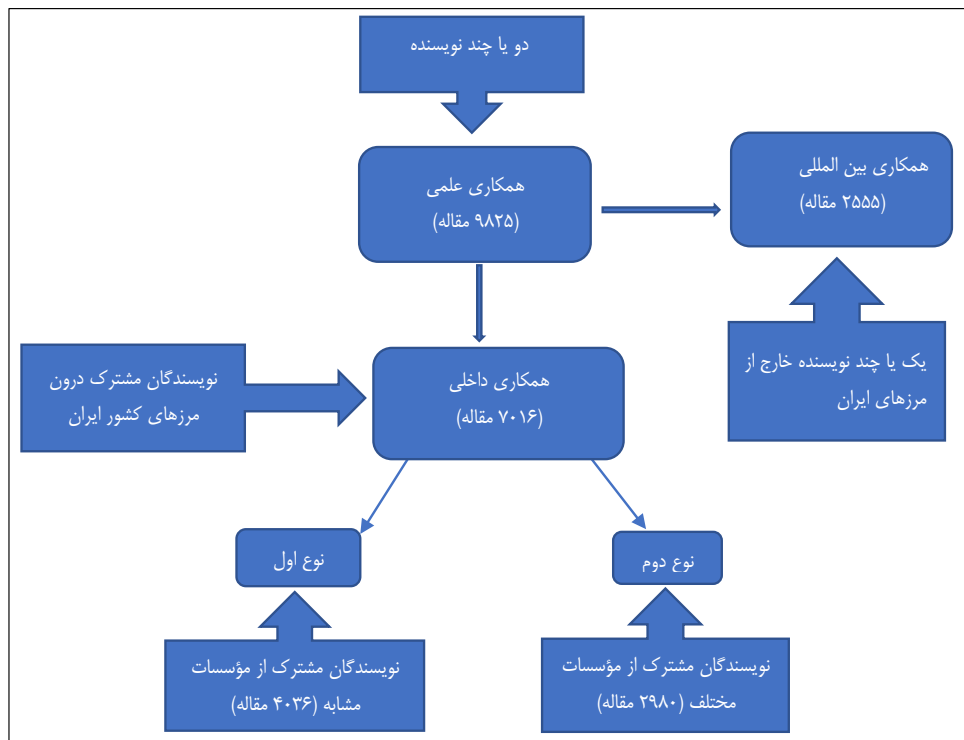 دو یا چند نویسنده
همکاری علمی
(۹۸۲۵ مقاله)
همکاری بین المللی
(۲۵۵۵ مقاله)
یک یا چند نویسنده خارج از
مرزهای ایران
همکاری داخلی
(۷۰۱۶ مقاله)
نویسندگان مشترک درون
مرزهای کشور ایران
نوع دوم
نوع اول
نویسندگان مشترک از مؤسسات
مختلف (۲۹۸۰ مقاله)
نویسندگان مشترک از مؤسسات
مشابه (۴۰۳۶ مقاله)